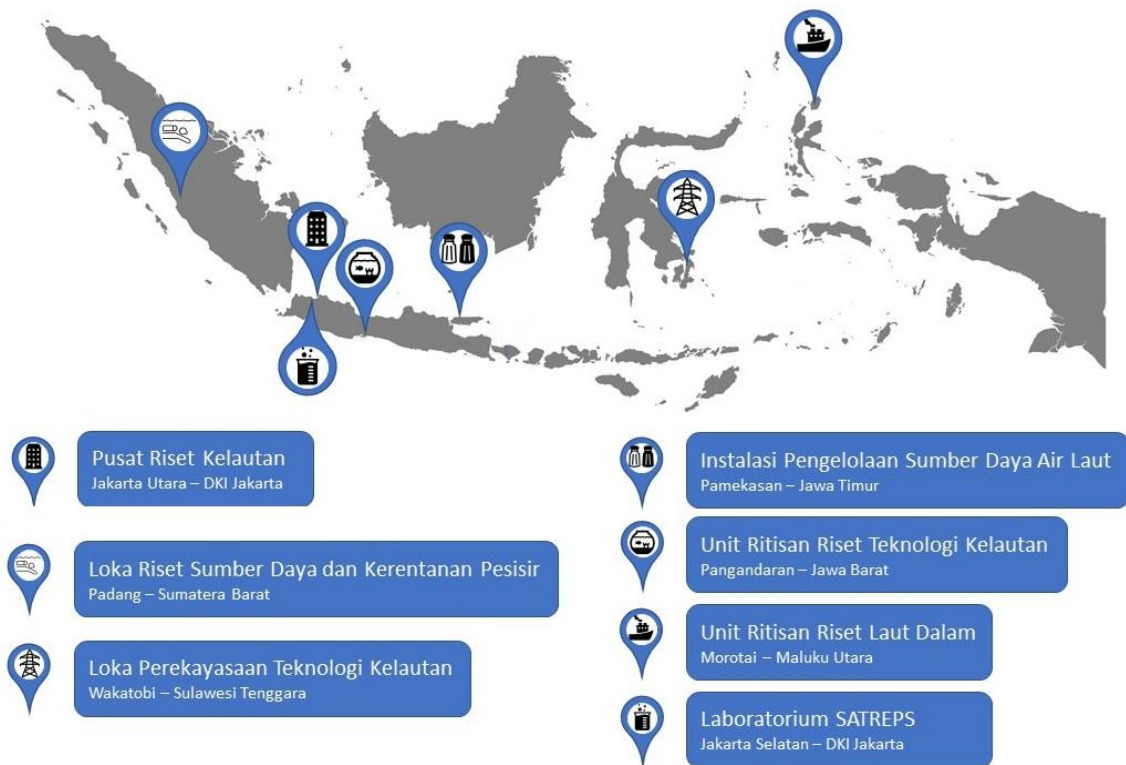 Pusat Riset Kelautan
Jakarta Utara – DKI Jakarta
Loka Riset Sumber Daya dan Kerentanan Pesisir
Padang – Sumatera Barat
Loka Perekayasaan Teknologi Kelautan
Wakatobi – Sulawesi Tenggara
Instalasi Pengelolaan Sumber Daya Air Laut
Pamekasan – Jawa Timur
Unit Ritisan Riset Teknologi Kelautan
Pangandaran – Jawa Barat
Unit Ritisan Riset Laut Dalam
Morotai – Maluku Utara
Laboratorium SATREPS
Jakarta Selatan – DKI Jakarta